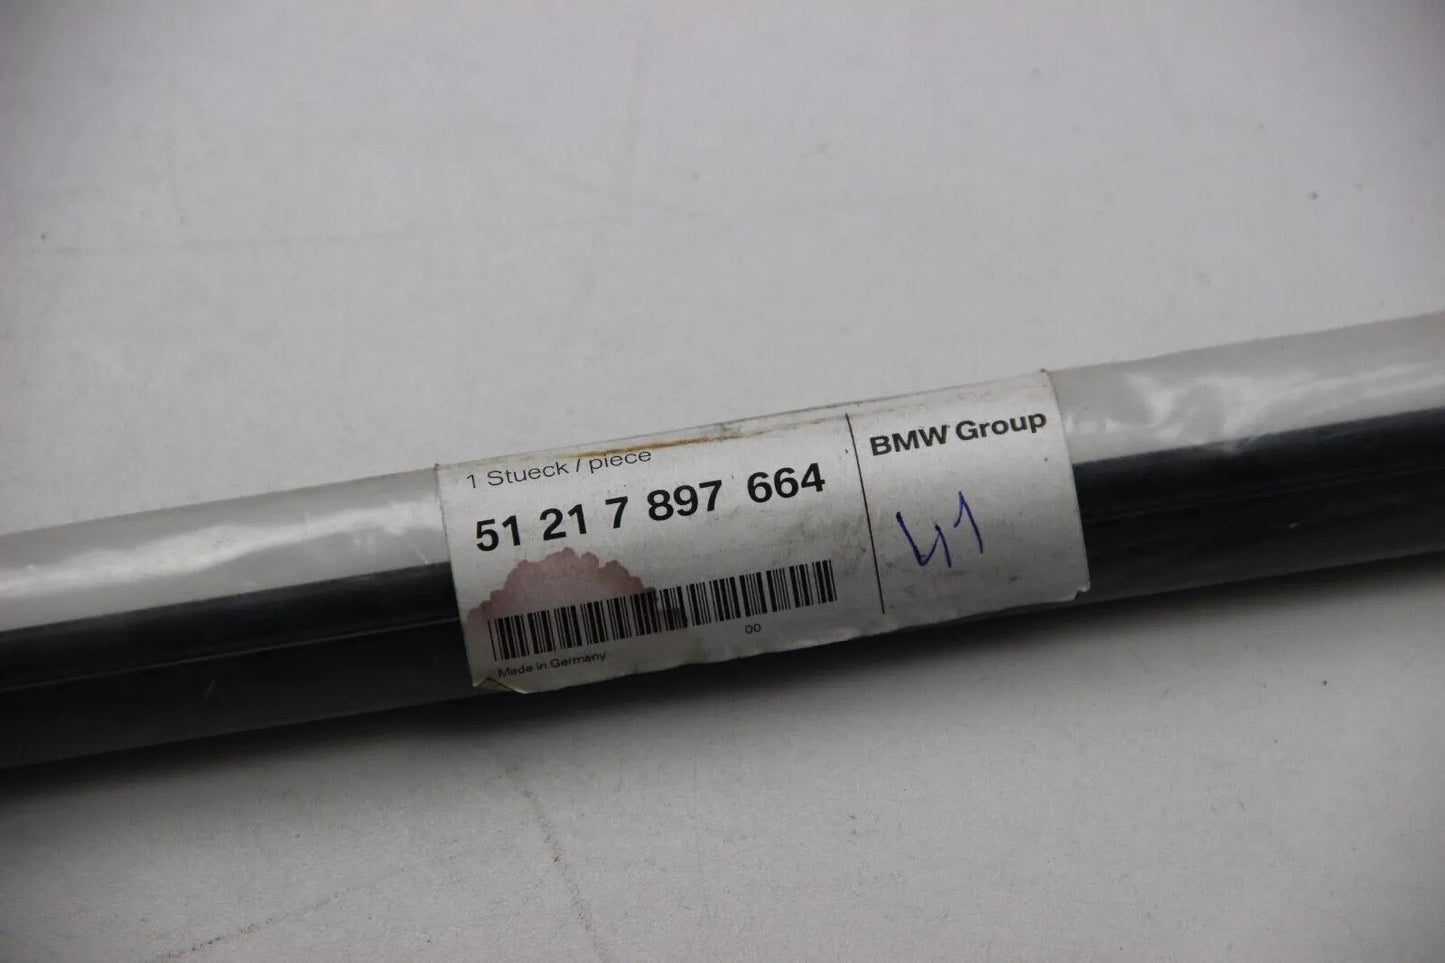 1 Stueck / piece
51 21 7 897 664
00
Made in Germany
BMW Group
41